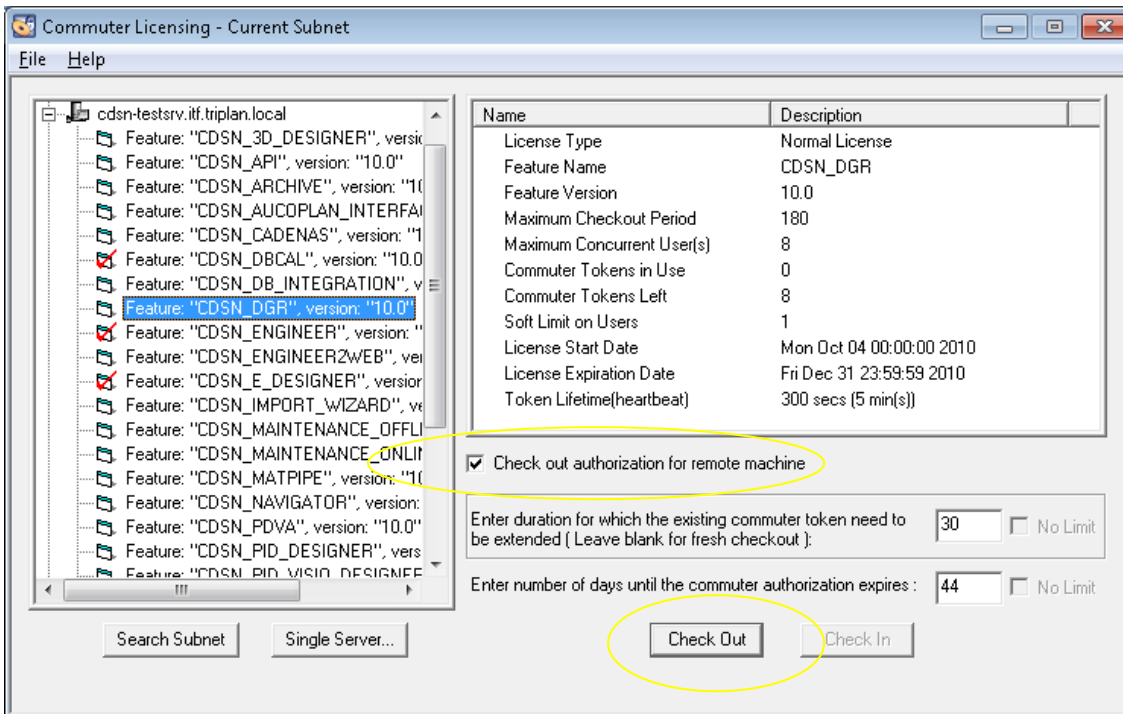 Commuter Licensing - Current Subnet
File Help
cdsn-testsrv.itf.triplan.local
Feature: "CDSN_3D_DESIGNER", versic
Feature: "CDSN_API", version: "10.0"
Feature: "CDSN_ARCHIVE", version: "10
Feature: "CDSN_AUCOPLAN_INTERFA
Feature: "CDSN_CADENAS", version: "1
Feature: "CDSN_DBCAL", version: "10.0
Feature: "CDSN_DB_INTEGRATION", v
Feature: "CDSN_DGR", version: "10.0"
Feature: "CDSN_ENGINEER", version: "
Feature: "CDSN_ENGINEER2WEB", ver
Feature: "CDSN_E_DESIGNER", version
Feature: "CDSN_IMPORT_WIZARD", ve
Feature: "CDSN_MAINTENANCE_OFFLI
Feature: "CDSN_MAINTENANCE_ONLIN
Feature: "CDSN_MATPIPE", version: "10
Feature: "CDSN_NAVIGATOR", version:
Feature: "CDSN_PDVA", version: "10.0"
Feature: "CDSN_PID_DESIGNER", vers
Feature: "CDSN_PID_VISIO_DESIGNEF
Search Subnet Single Server...
Name Description
License Type Normal License
Feature Name CDSN_DGR
Feature Version 10.0
Maximum Checkout Period 180
Maximum Concurrent User(s) 8
Commuter Tokens in Use 0
Commuter Tokens Left 8
Soft Limit on Users 1
License Start Date Mon Oct 04 00:00:00 2010
License Expiration Date Fri Dec 31 23:59:59 2010
Token Lifetime(heartbeat) 300 secs (5 min(s))
Check out authorization for remote machine
Enter duration for which the existing commuter token need to
be extended ( Leave blank for fresh checkout ): 30 No Limit
Enter number of days until the commuter authorization expires : 44 No Limit
Check Out Check In